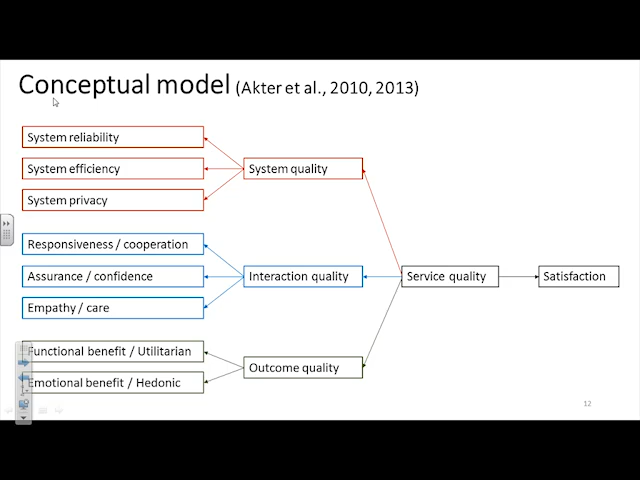 Conceptual model (Akter et al., 2010, 2013)
System reliability
System efficiency
System quality
System privacy
Responsiveness / cooperation
Assurance / confidence
Interaction quality
Service quality
Satisfaction
Empathy / care
Functional benefit / Utilitarian
Outcome quality
Emotional benefit / Hedonic
12